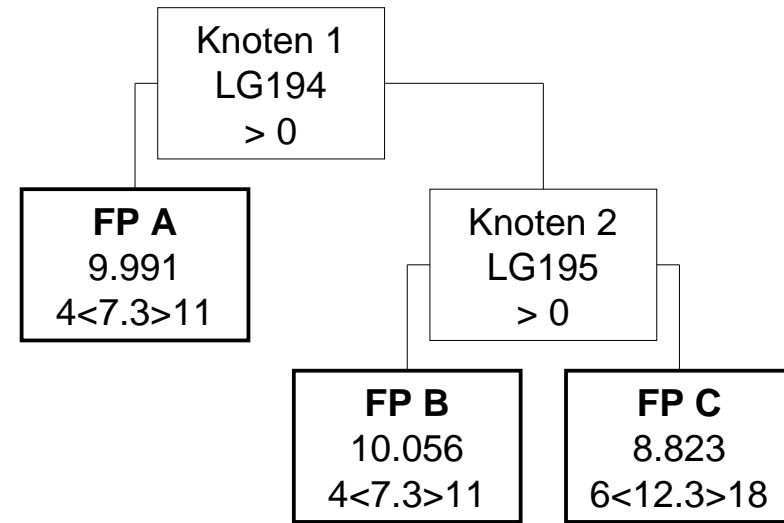 Knoten 1
LG194
> 0
FP A
9.991
4<7.3>11
Knoten 2
LG195
> 0
FP B
10.056
4<7.3>11
FP C
8.823
6<12.3>18